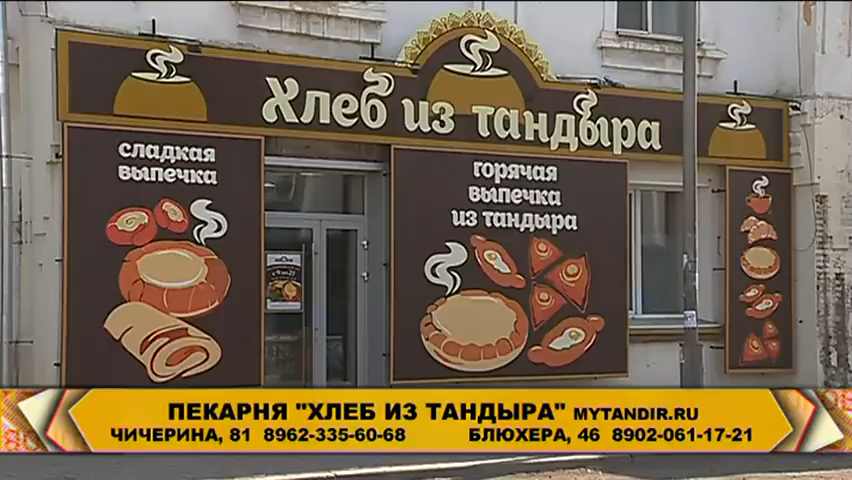 Хлеб из тандыра
сладкая
выпечка
горячая
выпечка
из тандыра
ПЕКАРНЯ "ХЛЕБ ИЗ ТАНДЫРА" MYTANDIR.RU
ЧИЧЕРИНА, 81 8962-335-60-68 БЛЮХЕРА, 46 8902-061-17-21